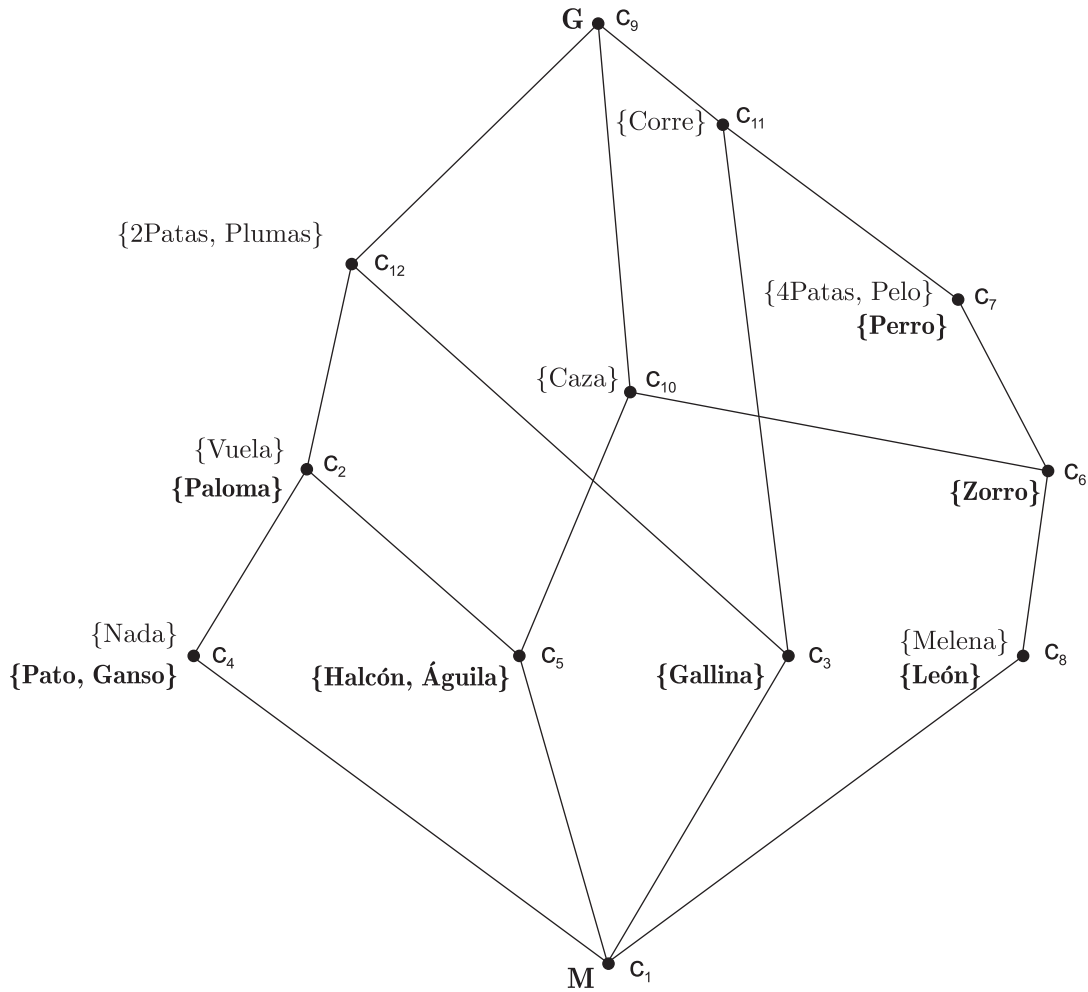 G C9
{Corre} C11
{2Patas, Plumas}
C12
{4Patas, Pelo} C7
{Perro}
{Caza} C10
{Vuela} C2
{Paloma}
C6
{Zorro}
{Nada} C4
{Pato, Ganso}
C5
{Halcón, Águila}
C3
{Gallina}
{Melena} C8
{León}
M C1